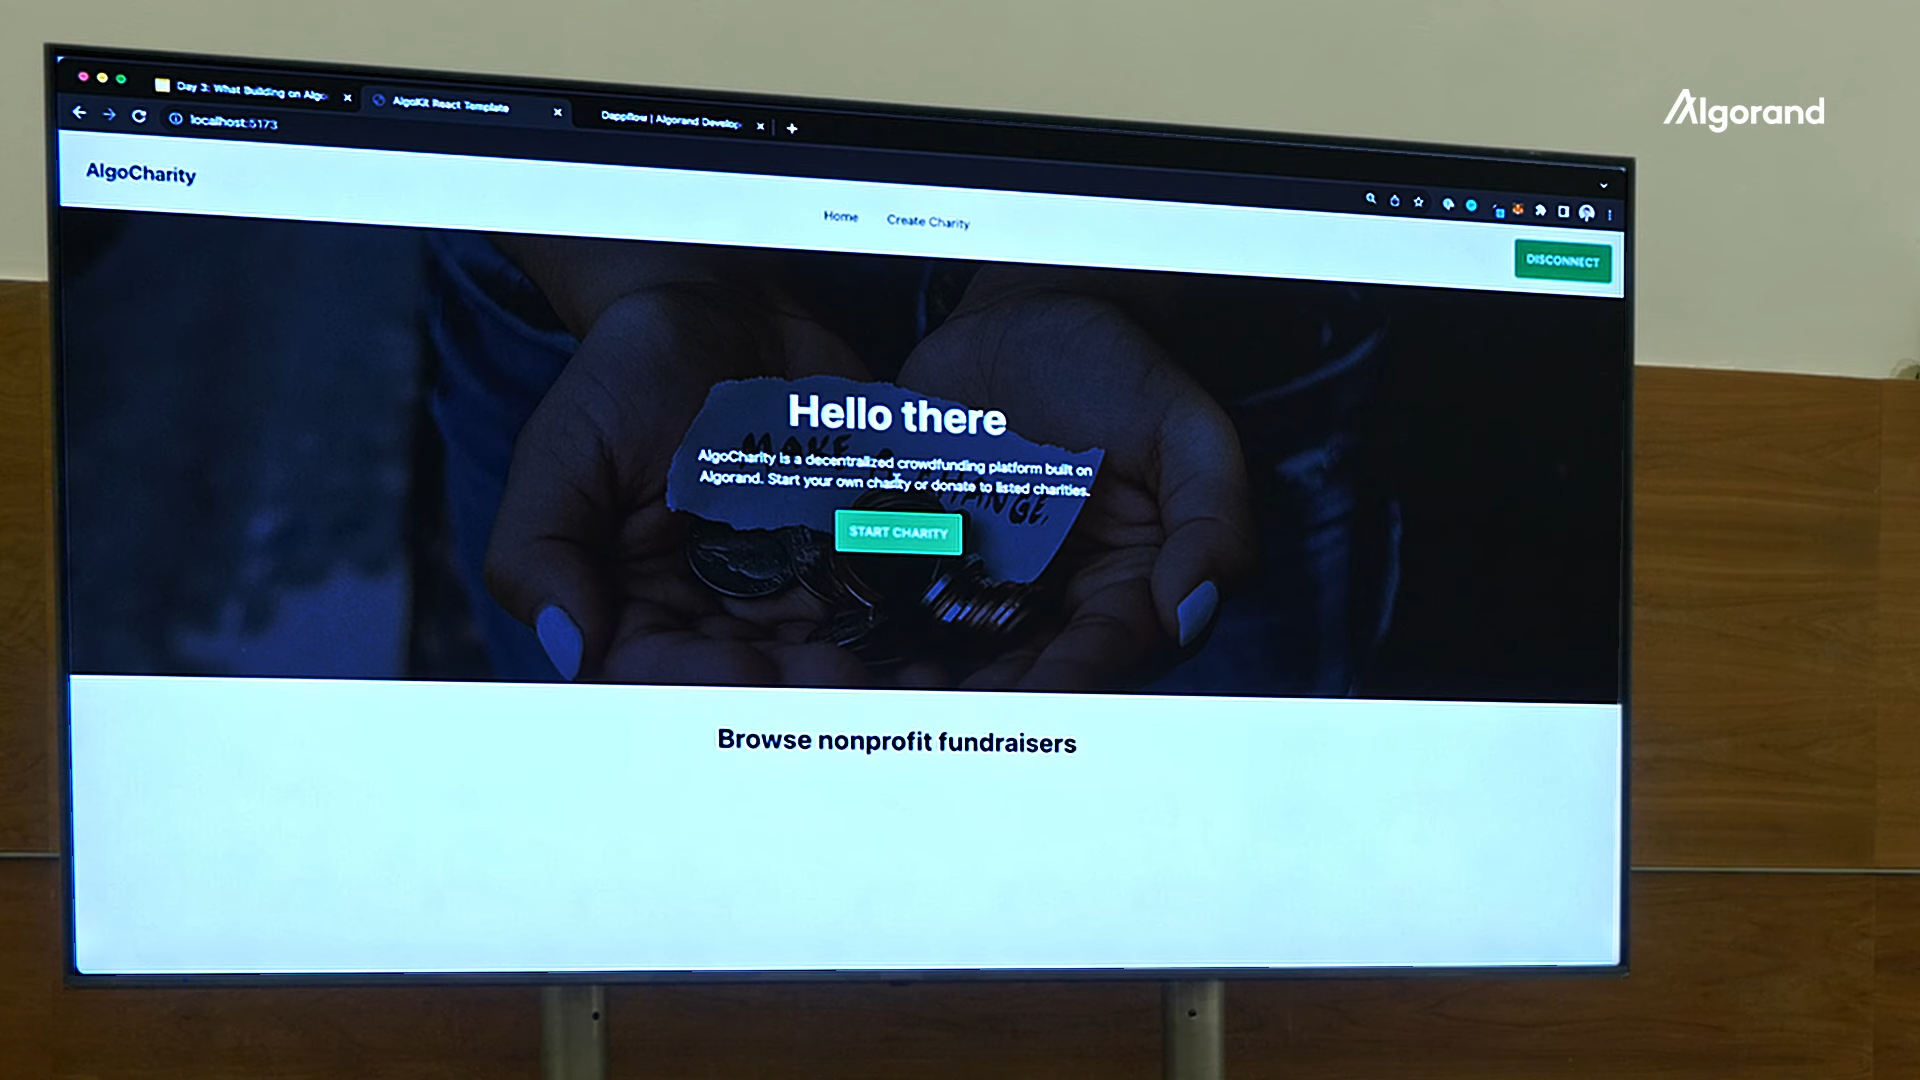 Algorand
Day 3: What Building on Algo
AlgoKit React Template
Dappflow | Algorand Develop
localhost:5173
AlgoCharity
Home
Create Charity
DISCONNECT
Hello there
MAKE A CHANGE.
AlgoCharity is a decentralized crowdfunding platform built on
Algorand. Start your own charity or donate to listed charities.
START CHARITY
Browse nonprofit fundraisers